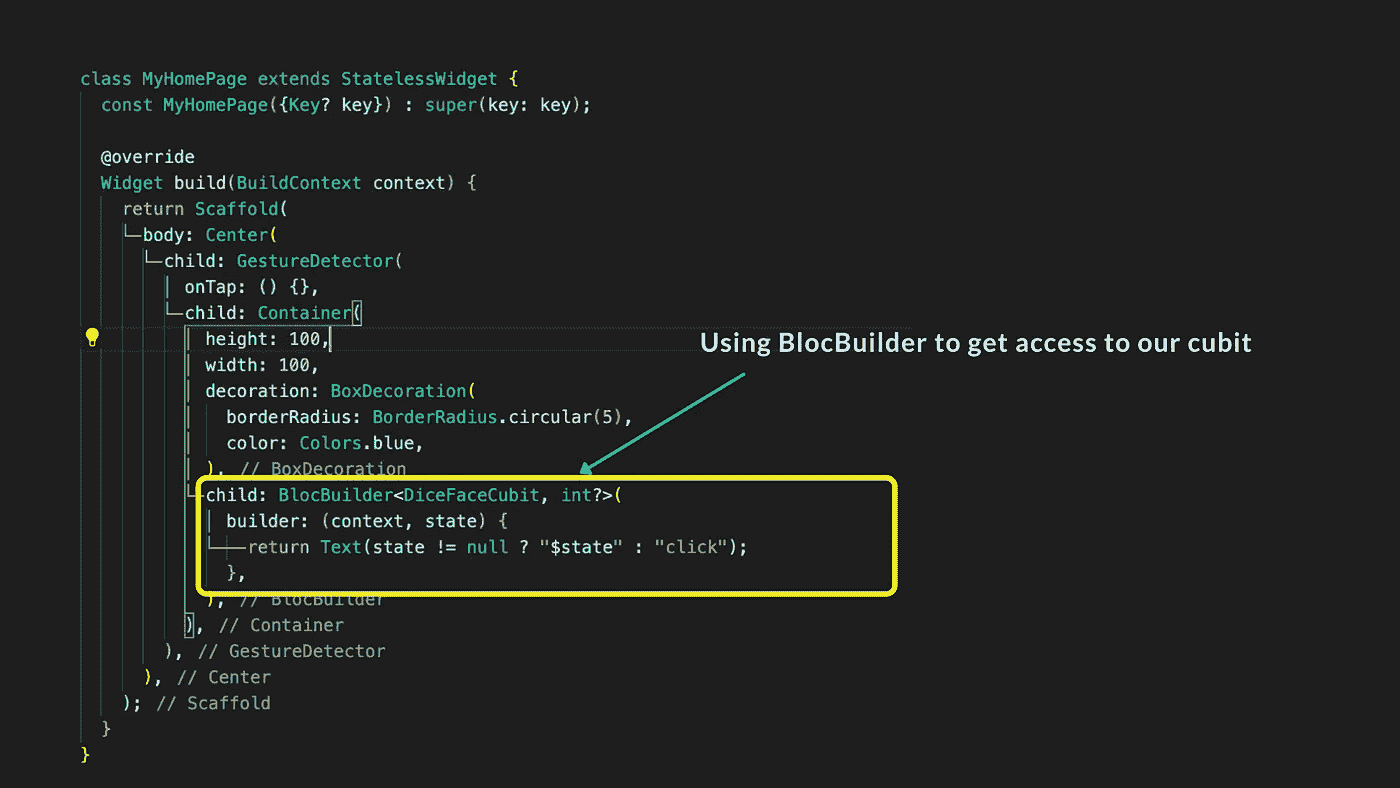 class MyHomePage extends StatelessWidget {
const MyHomePage({Key? key}) : super(key: key);
@override
Widget build(BuildContext context) {
return Scaffold(
body: Center(
child: GestureDetector(
onTap: () {},
child: Container(
height: 100,
width: 100,
Using BlocBuilder to get access to our cubit
decoration: BoxDecoration(
borderRadius: BorderRadius.circular(5),
color: Colors.blue,
), // BoxDecoration
child: BlocBuilder<DiceFaceCubit, int?>(
builder: (context, state) {
return Text(state != null ? "$state" : "click");
},
), // BlocBuilder
), // Container
), // GestureDetector
), // Center
); // Scaffold
}
}